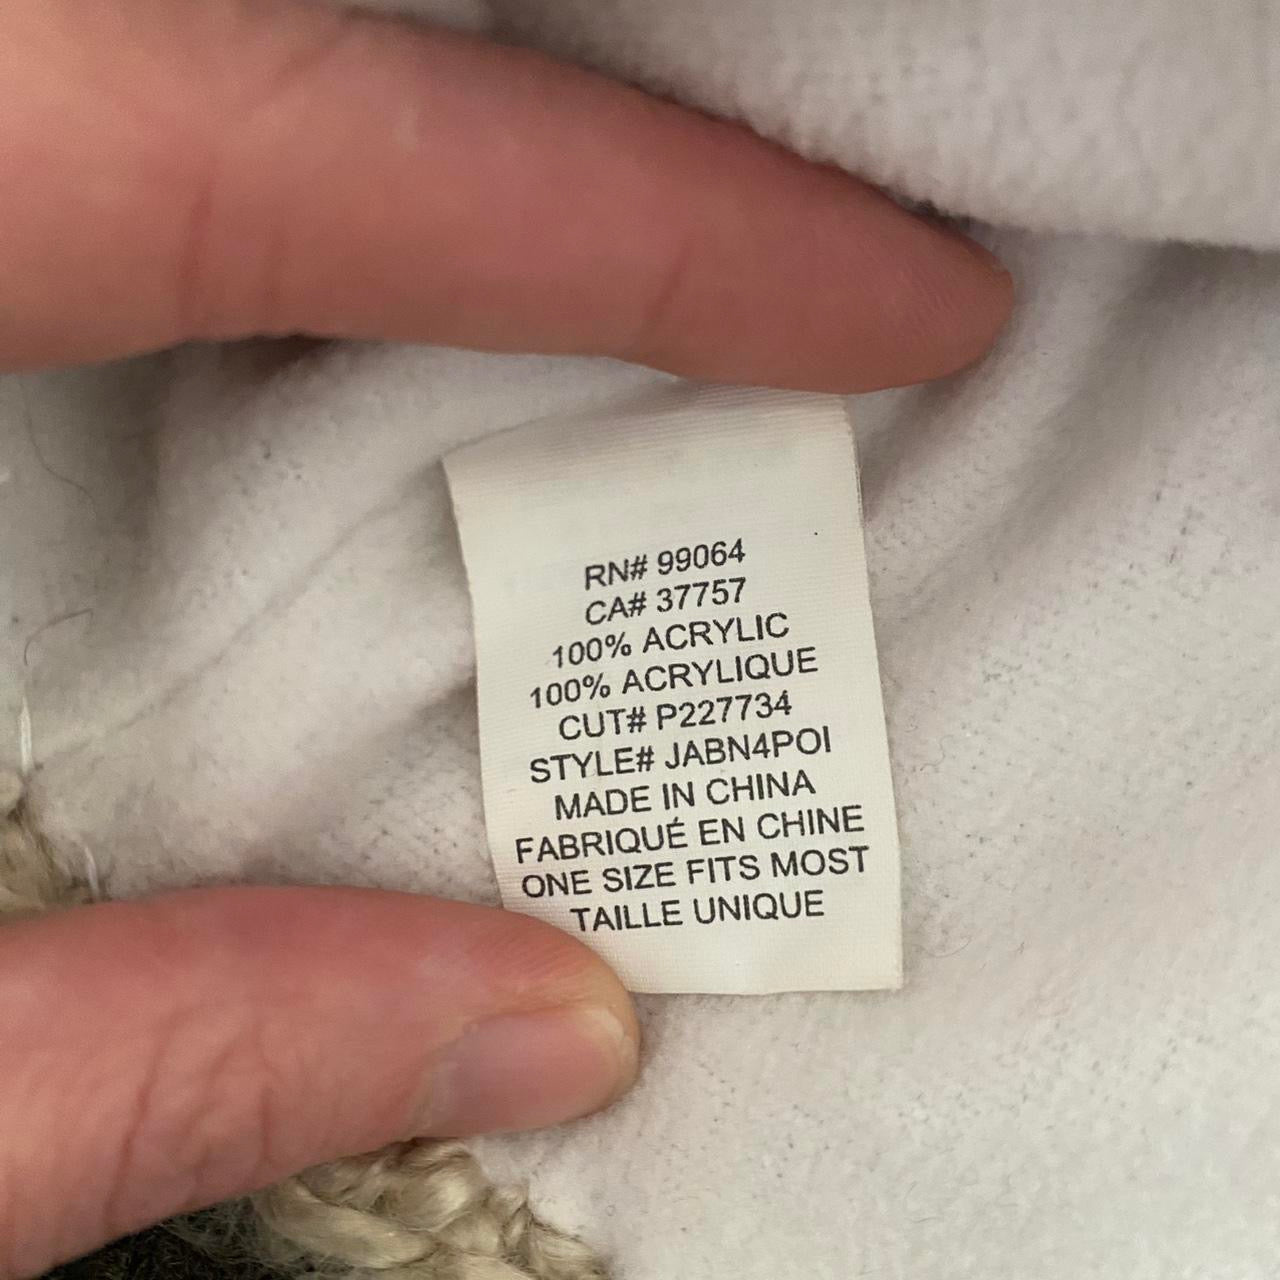 RN# 99064
CA# 37757
100% ACRYLIC
100% ACRYLIQUE
CUT# P227734
STYLE# JABN4POI
MADE IN CHINA
FABRIQUÉ EN CHINE
ONE SIZE FITS MOST
TAILLE UNIQUE